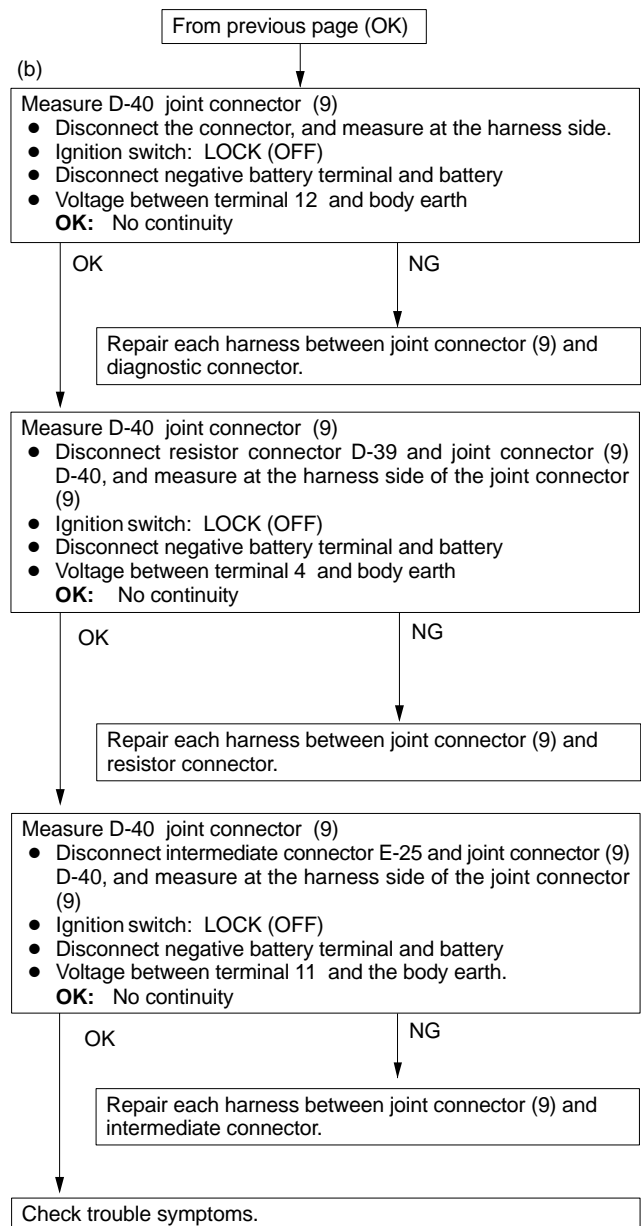 From previous page (OK)
(b)
Measure D-40 joint connector (9)
● Disconnect the connector, and measure at the harness side.
● Ignition switch: LOCK (OFF)
● Disconnect negative battery terminal and battery
● Voltage between terminal 12 and body earth
OK: No continuity
OK
NG
Repair each harness between joint connector (9) and
diagnostic connector.
Measure D-40 joint connector (9)
● Disconnect resistor connector D-39 and joint connector (9)
D-40, and measure at the harness side of the joint connector
(9)
● Ignition switch: LOCK (OFF)
● Disconnect negative battery terminal and battery
● Voltage between terminal 4 and body earth
OK: No continuity
OK
NG
Repair each harness between joint connector (9) and
resistor connector.
Measure D-40 joint connector (9)
● Disconnect intermediate connector E-25 and joint connector (9)
D-40, and measure at the harness side of the joint connector
(9)
● Ignition switch: LOCK (OFF)
● Disconnect negative battery terminal and battery
● Voltage between terminal 11 and the body earth.
OK: No continuity
OK
NG
Repair each harness between joint connector (9) and
intermediate connector.
Check trouble symptoms.